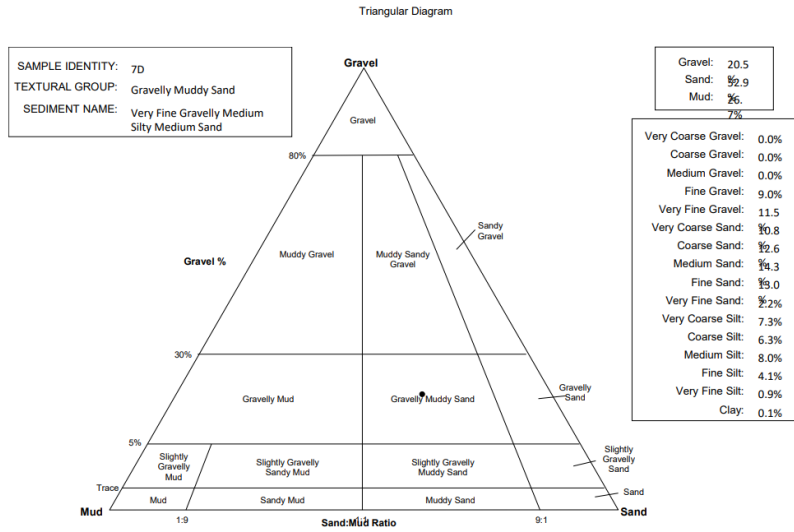 Triangular Diagram
SAMPLE IDENTITY: 7D
TEXTURAL GROUP: Gravelly Muddy Sand
SEDIMENT NAME: Very Fine Gravelly Medium
Silty Medium Sand
Gravel: 20.5
%
Sand: 52.9
%
Mud: 26.
7%
Very Coarse Gravel: 0.0%
Coarse Gravel: 0.0%
Medium Gravel: 0.0%
Fine Gravel: 9.0%
Very Fine Gravel: 11.5
%
Very Coarse Sand: 10.8
%
Coarse Sand: 12.6
%
Medium Sand: 14.3
%
Fine Sand: 13.0
%
Very Fine Sand: 2.2%
Very Coarse Silt: 7.3%
Coarse Silt: 6.3%
Medium Silt: 8.0%
Fine Silt: 4.1%
Very Fine Silt: 0.9%
Clay: 0.1%
Gravel
Gravel
80%
Sandy
Gravel
Muddy Gravel
Muddy Sandy
Gravel
Gravel %
30%
Gravelly Mud
Gravelly Muddy Sand
Gravelly
Sand
5%
Slightly
Gravelly
Mud
Slightly Gravelly
Sandy Mud
Slightly Gravelly
Muddy Sand
Slightly
Gravelly
Sand
Trace
Mud
Sandy Mud
Muddy Sand
Sand
Mud
Sand
1:9
9:1
Sand:Mud Ratio